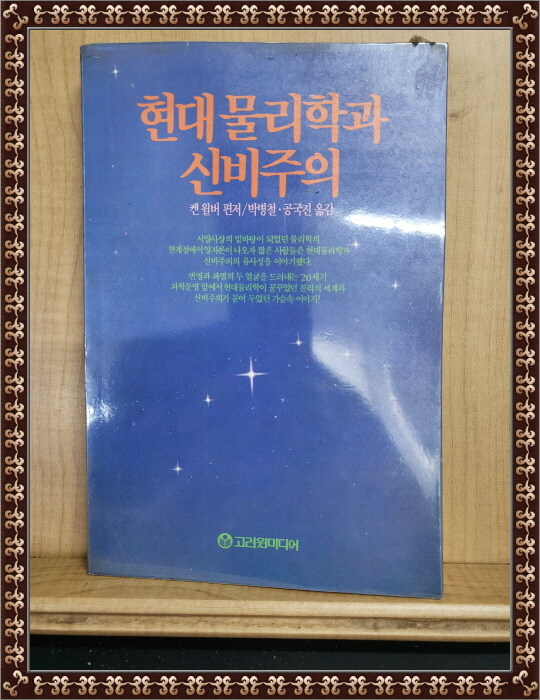 현대 물리학과
신비주의
켄 윌버 편저/박병철·공국진 옮김
서양사상의 밑바탕이 되었던 물리학의
한계점에서 양자론이 나오자 많은 사람들은 현대물리학과
신비주의의 유사성을 이야기했다.
번영과 파멸의 두 얼굴을 드러내는 20세기
과학문명 앞에서 현대물리학이 꿈꾸었던 진리의 세계와
신비주의가 묻어 두었던 가슴속 이야기!
고려원미디어